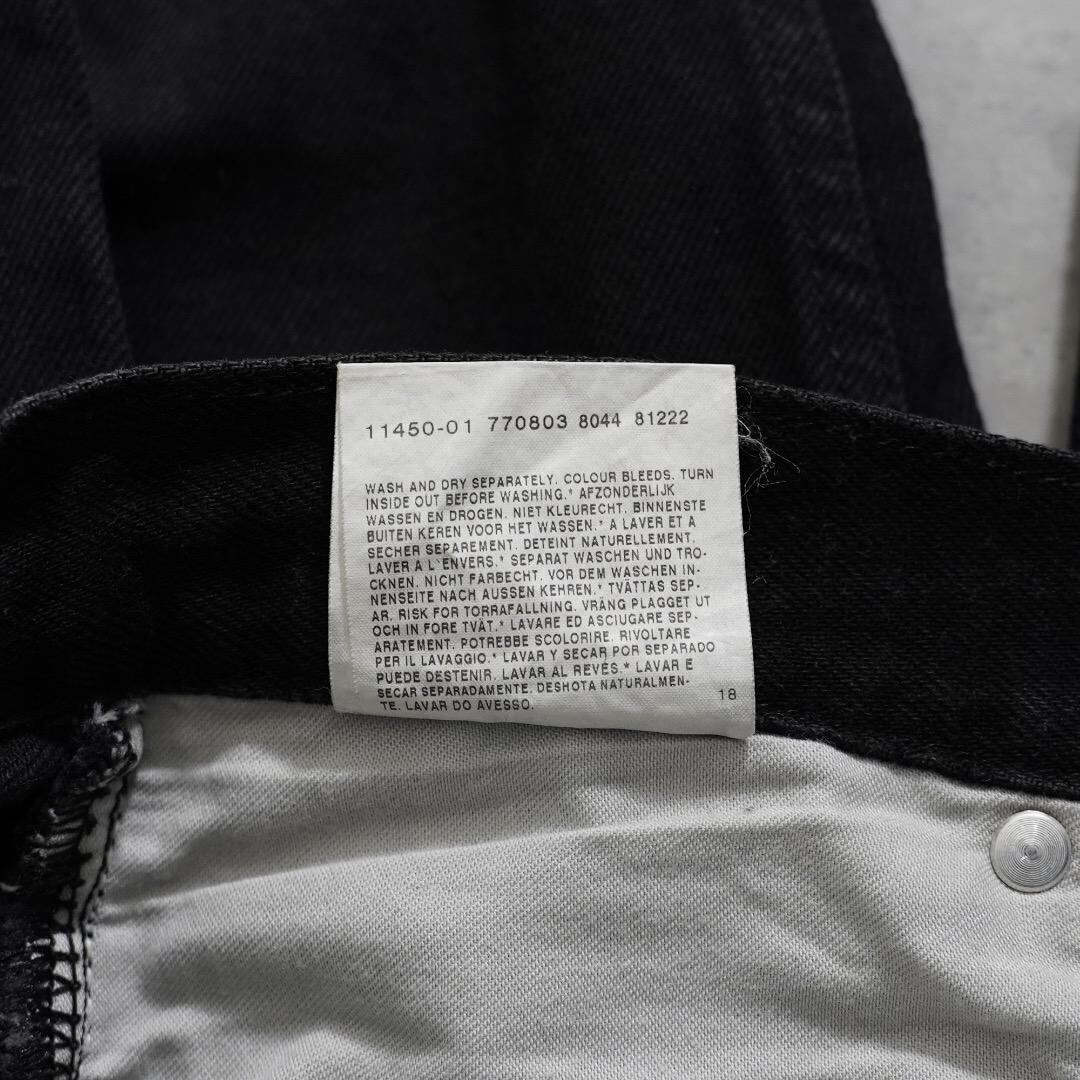 11450-01 770803 8044 81222
WASH AND DRY SEPARATELY. COLOUR BLEEDS. TURN
INSIDE OUT BEFORE WASHING.* AFZONDERLIJK
WASSEN EN DROGEN. NIET KLEURECHT. BINNENSTE
BUITEN KEREN VOOR HET WASSEN.* A LAVER ET A
SECHER SEPAREMENT. DETEINT NATURELLEMENT.
LAVER A L`ENVERS.* SEPARAT WASCHEN UND TRO-
CKNEN. NICHT FARBECHT. VOR DEM WASCHEN IN-
NENSEITE NACH AUSSEN KEHREN.* TVÄTTAS SEP-
AR. RISK FOR TORRAFALLNING. VRÄNG PLAGGET UT
OCH IN FORE TVÄT.* LAVARE ED ASCIUGARE SEP-
ARATEMENT. POTREBBE SCOLORIRE. RIVOLTARE
PER IL LAVAGGIO.* LAVAR Y SECAR POR SEPARADO
PUEDE DESTENIR. LAVAR AL REVÉS.* LAVAR E
SECAR SEPARADAMENTE. DESHOTA NATURALMEN-
TE. LAVAR DO AVESSO.
18